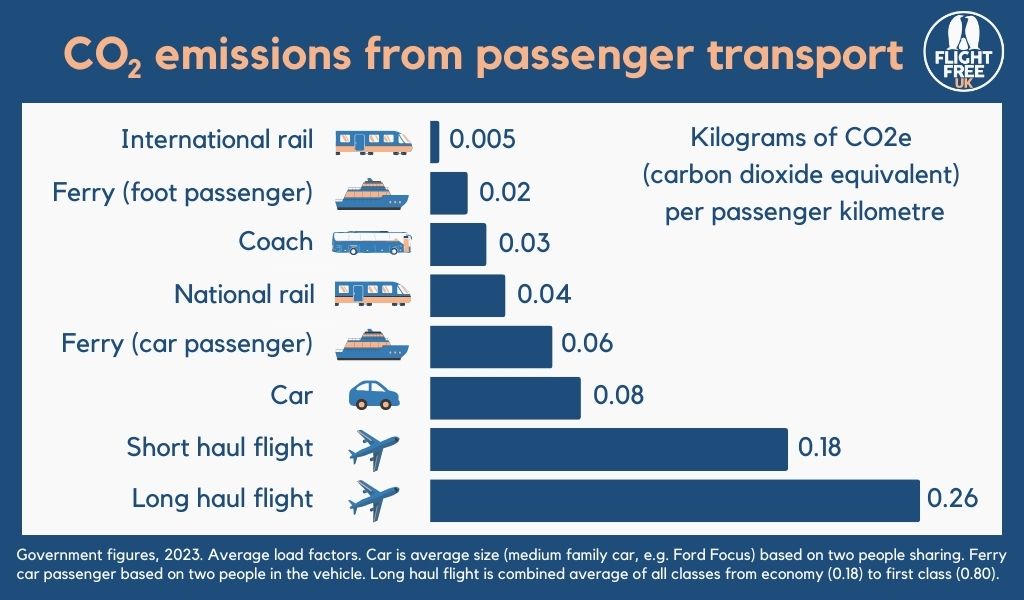 CO₂ emissions from passenger transport
FLIGHT
FREE
UK
International rail 0.005
Ferry (foot passenger) 0.02
Coach 0.03
National rail 0.04
Ferry (car passenger) 0.06
Car 0.08
Short haul flight 0.18
Long haul flight 0.26
Kilograms of CO2e
(carbon dioxide equivalent)
per passenger kilometre
Government figures, 2023. Average load factors. Car is average size (medium family car, e.g. Ford Focus) based on two people sharing. Ferry
car passenger based on two people in the vehicle. Long haul flight is combined average of all classes from economy (0.18) to first class (0.80).